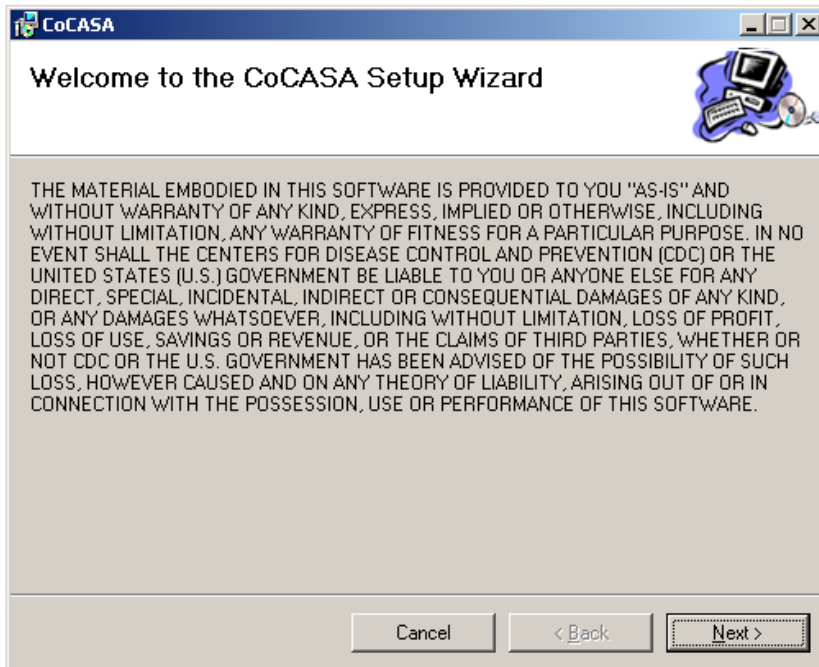 CoCASA
Welcome to the CoCASA Setup Wizard
THE MATERIAL EMBODIED IN THIS SOFTWARE IS PROVIDED TO YOU "AS-IS" AND
WITHOUT WARRANTY OF ANY KIND, EXPRESS, IMPLIED OR OTHERWISE, INCLUDING
WITHOUT LIMITATION, ANY WARRANTY OF FITNESS FOR A PARTICULAR PURPOSE. IN NO
EVENT SHALL THE CENTERS FOR DISEASE CONTROL AND PREVENTION (CDC) OR THE
UNITED STATES (U.S.) GOVERNMENT BE LIABLE TO YOU OR ANYONE ELSE FOR ANY
DIRECT, SPECIAL, INCIDENTAL, INDIRECT OR CONSEQUENTIAL DAMAGES OF ANY KIND,
OR ANY DAMAGES WHATSOEVER, INCLUDING WITHOUT LIMITATION, LOSS OF PROFIT,
LOSS OF USE, SAVINGS OR REVENUE, OR THE CLAIMS OF THIRD PARTIES, WHETHER OR
NOT CDC OR THE U.S. GOVERNMENT HAS BEEN ADVISED OF THE POSSIBILITY OF SUCH
LOSS, HOWEVER CAUSED AND ON ANY THEORY OF LIABILITY, ARISING OUT OF OR IN
CONNECTION WITH THE POSSESSION, USE OR PERFORMANCE OF THIS SOFTWARE.
Cancel
< Back
Next >